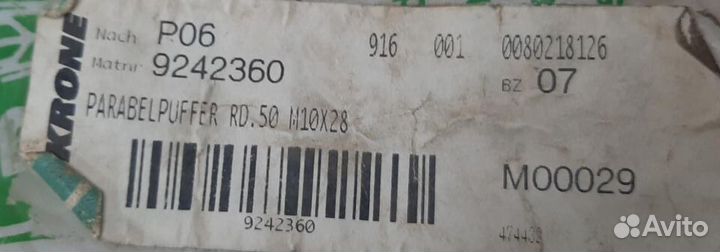 KRONE
Nach P06 916 001 0080218126
Matnr 9242360 BZ 07
PARABELPUFFER RD.50 M10X28
M00029
9242360
Avito